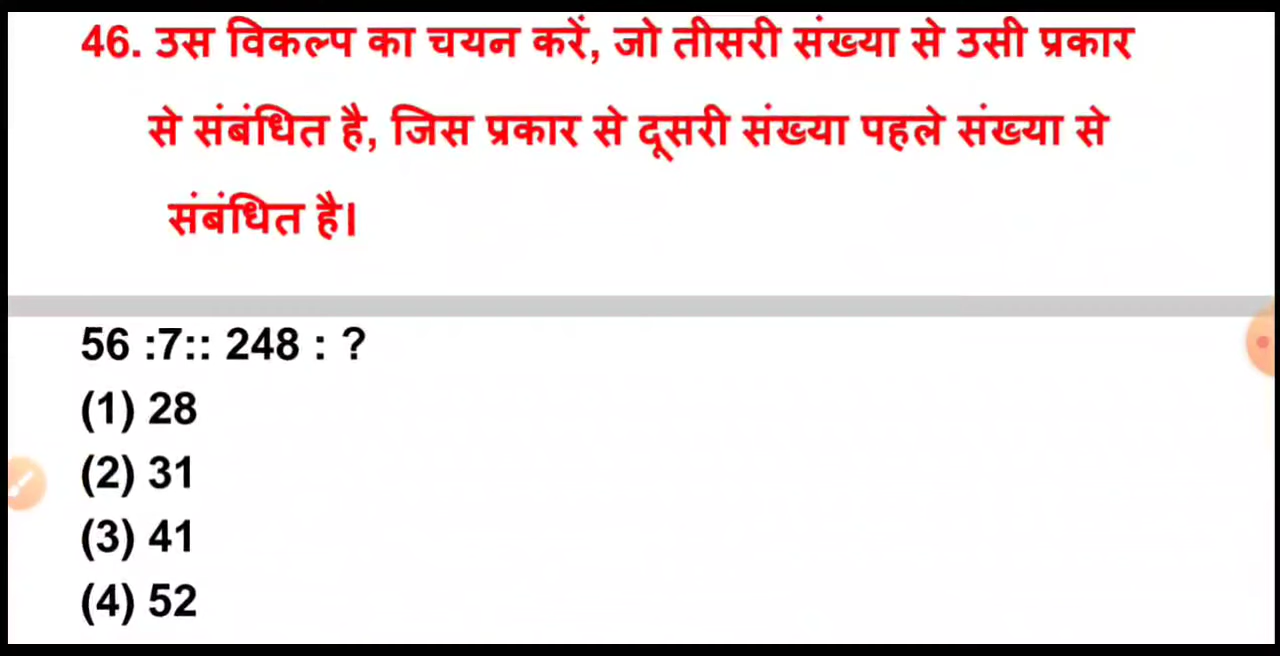 46. उस विकल्प का चयन करें, जो तीसरी संख्या से उसी प्रकार
से संबंधित है, जिस प्रकार से दूसरी संख्या पहले संख्या से
संबंधित है।
56 :7:: 248 : ?
(1) 28
(2) 31
(3) 41
(4) 52